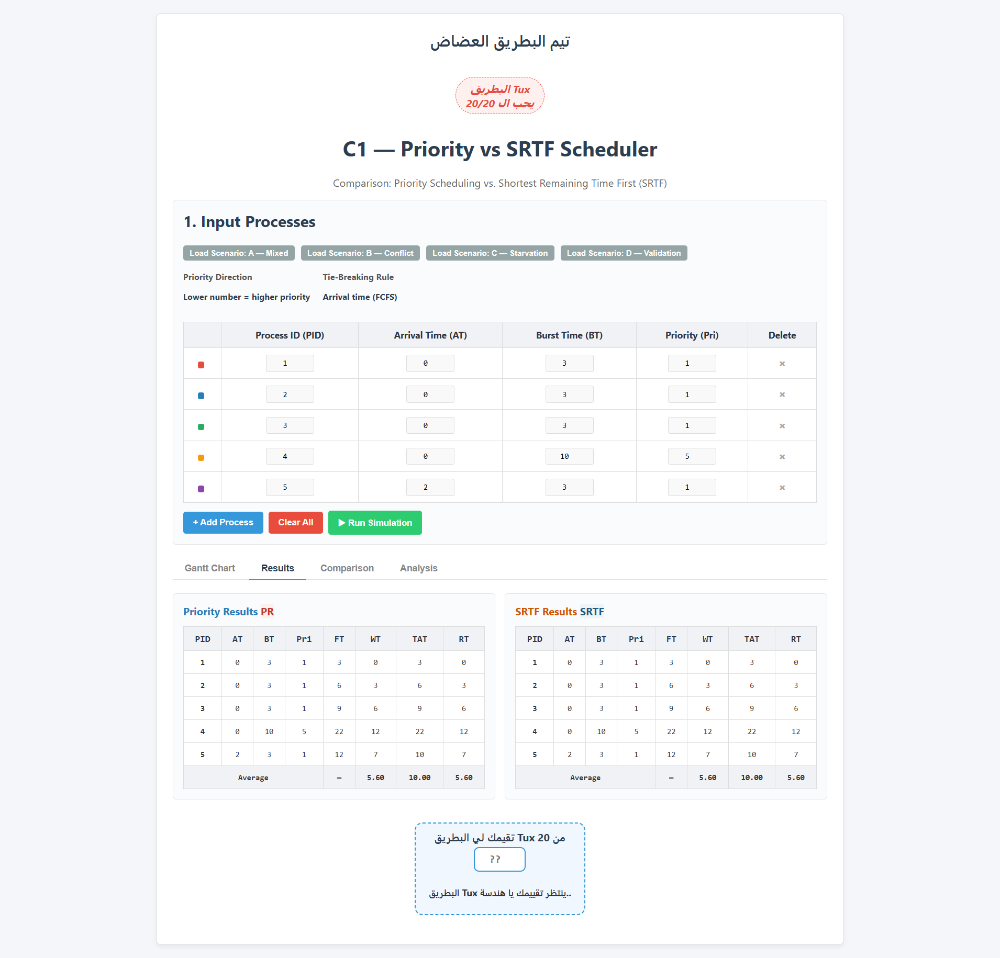 تيم البطريق العضاض
البطريق Tux
يحب ال 20/20
C1 — Priority vs SRTF Scheduler
Comparison: Priority Scheduling vs. Shortest Remaining Time First (SRTF)
1. Input Processes
Load Scenario: A — Mixed Load Scenario: B — Conflict Load Scenario: C — Starvation Load Scenario: D — Validation
Priority Direction Tie-Breaking Rule
Lower number = higher priority Arrival time (FCFS)
Process ID (PID) Arrival Time (AT) Burst Time (BT) Priority (Pri) Delete
1 0 3 1 ×
2 0 3 1 ×
3 0 3 1 ×
4 0 10 5 ×
5 2 3 1 ×
+ Add Process Clear All ▶ Run Simulation
Gantt Chart Results Comparison Analysis
Priority Results PR
PID AT BT Pri FT WT TAT RT
1 0 3 1 3 0 3 0
2 0 3 1 6 3 6 3
3 0 3 1 9 6 9 6
4 0 10 5 22 12 22 12
5 2 3 1 12 7 10 7
Average — 5.60 10.00 5.60
SRTF Results SRTF
PID AT BT Pri FT WT TAT RT
1 0 3 1 3 0 3 0
2 0 3 1 6 3 6 3
3 0 3 1 9 6 9 6
4 0 10 5 22 12 22 12
5 2 3 1 12 7 10 7
Average — 5.60 10.00 5.60
تقيمك لي البطريق Tux 20 من
??
البطريق Tux ينتظر تقييمك يا هندسة..